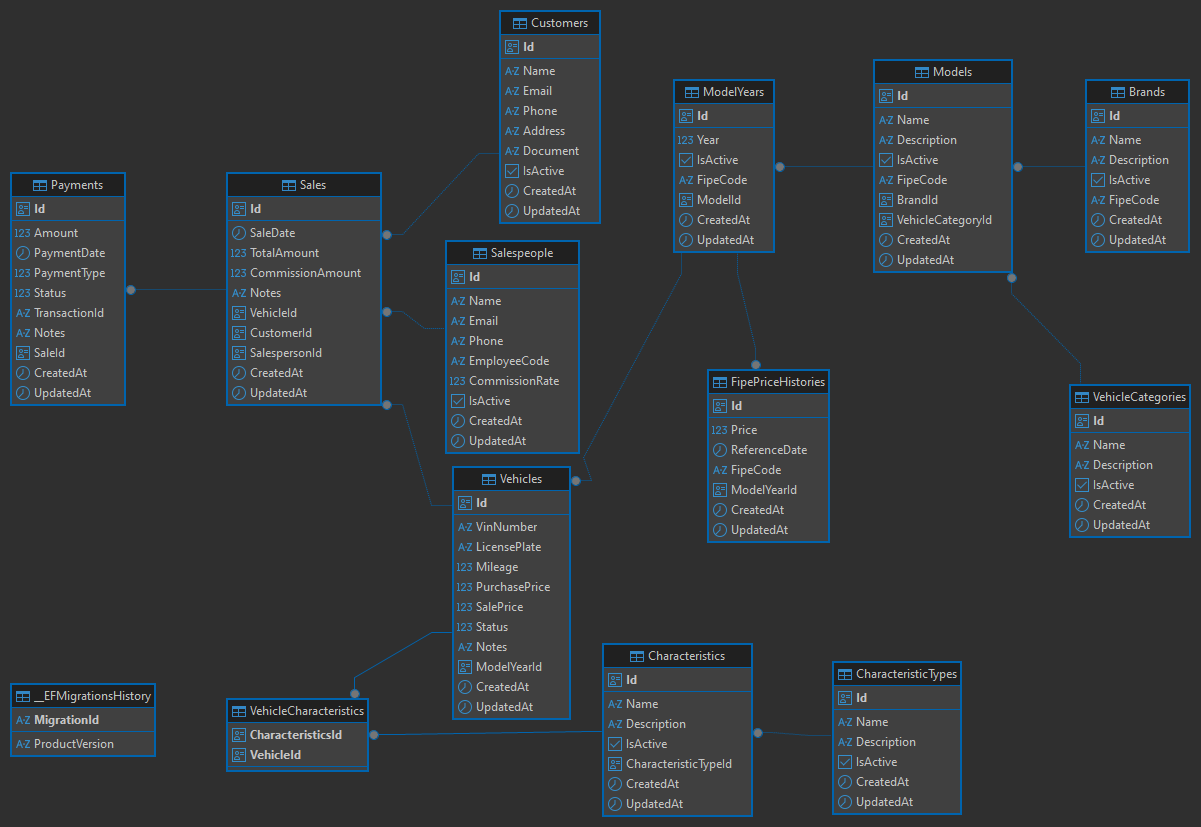 Customers
Id
A-Z Name
A-Z Email
A-Z Phone
A-Z Address
A-Z Document
IsActive
CreatedAt
UpdatedAt
ModelYears
Id
123 Year
IsActive
A-Z FipeCode
ModelId
CreatedAt
UpdatedAt
Models
Id
A-Z Name
A-Z Description
IsActive
A-Z FipeCode
BrandId
VehicleCategoryId
CreatedAt
UpdatedAt
Brands
Id
A-Z Name
A-Z Description
IsActive
A-Z FipeCode
CreatedAt
UpdatedAt
Payments
Id
123 Amount
PaymentDate
123 PaymentType
123 Status
A-Z TransactionId
A-Z Notes
SaleId
CreatedAt
UpdatedAt
Sales
Id
SaleDate
123 TotalAmount
123 CommissionAmount
A-Z Notes
VehicleId
CustomerId
SalespersonId
CreatedAt
UpdatedAt
Salespeople
Id
A-Z Name
A-Z Email
A-Z Phone
A-Z EmployeeCode
123 CommissionRate
IsActive
CreatedAt
UpdatedAt
FipePriceHistories
Id
123 Price
ReferenceDate
A-Z FipeCode
ModelYearId
CreatedAt
UpdatedAt
VehicleCategories
Id
A-Z Name
A-Z Description
IsActive
CreatedAt
UpdatedAt
Vehicles
Id
A-Z VinNumber
A-Z LicensePlate
123 Mileage
123 PurchasePrice
123 SalePrice
123 Status
A-Z Notes
ModelYearId
CreatedAt
UpdatedAt
__EFMigrationsHistory
A-Z MigrationId
A-Z ProductVersion
VehicleCharacteristics
CharacteristicsId
VehicleId
Characteristics
Id
A-Z Name
A-Z Description
IsActive
CharacteristicTypeId
CreatedAt
UpdatedAt
CharacteristicTypes
Id
A-Z Name
A-Z Description
IsActive
CreatedAt
UpdatedAt